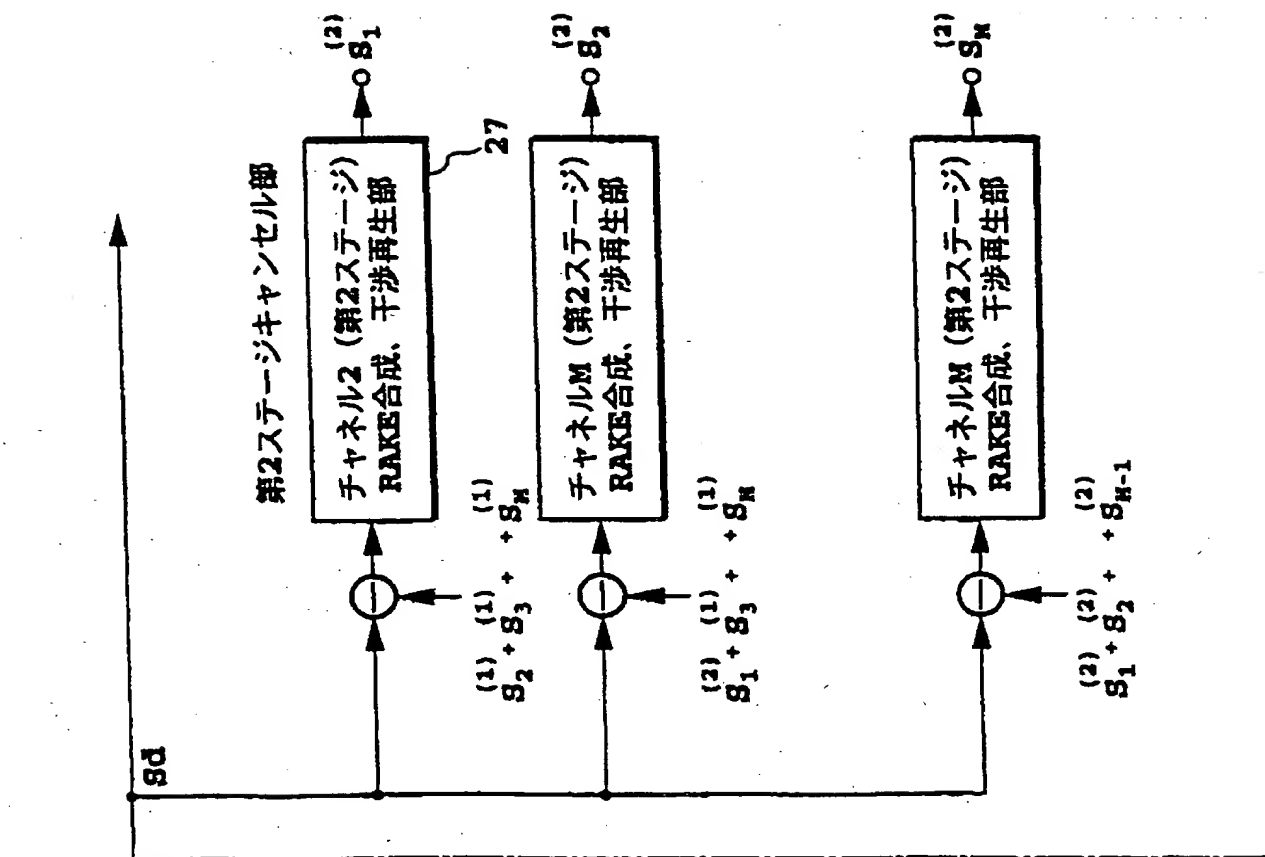 第2ステージキャンセル部
Sd
チャネル2 (第2ステージ)
RAKE合成、干渉再生部
27
(2)
S1
(1) (1) (1)
S2 + S3 + + SM
チャネルM (第2ステージ)
RAKE合成、干渉再生部
(2)
S2
(2) (1) (1)
S1 + S3 + + SM
チャネルM (第2ステージ)
RAKE合成、干渉再生部
(2)
SM
(2) (2) (2)
S1 + S2 + + SM-1